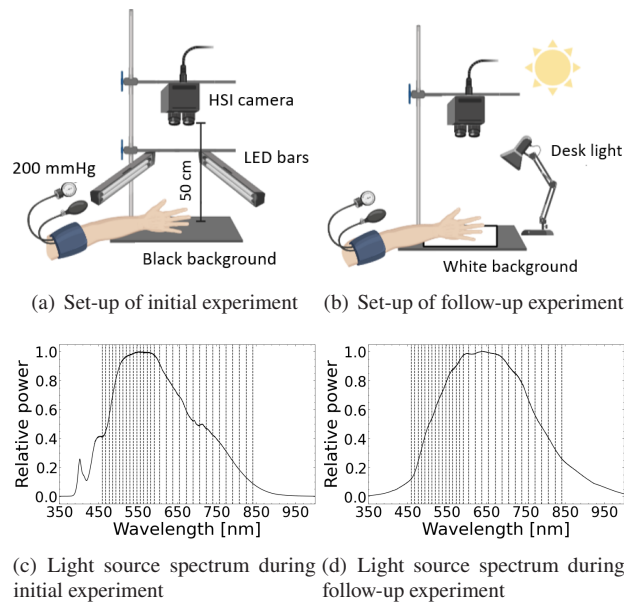 HSI camera
LED bars
200 mmHg
50 cm
Black background
Desk light
White background
(a) Set-up of initial experiment
(b) Set-up of follow-up experiment
Relative power
1.0
0.8
0.6
0.4
0.2
0.0
350 450 550 650 750 850 950
Wavelength [nm]
Relative power
1.0
0.8
0.6
0.4
0.2
0.0
350 450 550 650 750 850 950
Wavelength [nm]
(c) Light source spectrum during
initial experiment
(d) Light source spectrum during
follow-up experiment